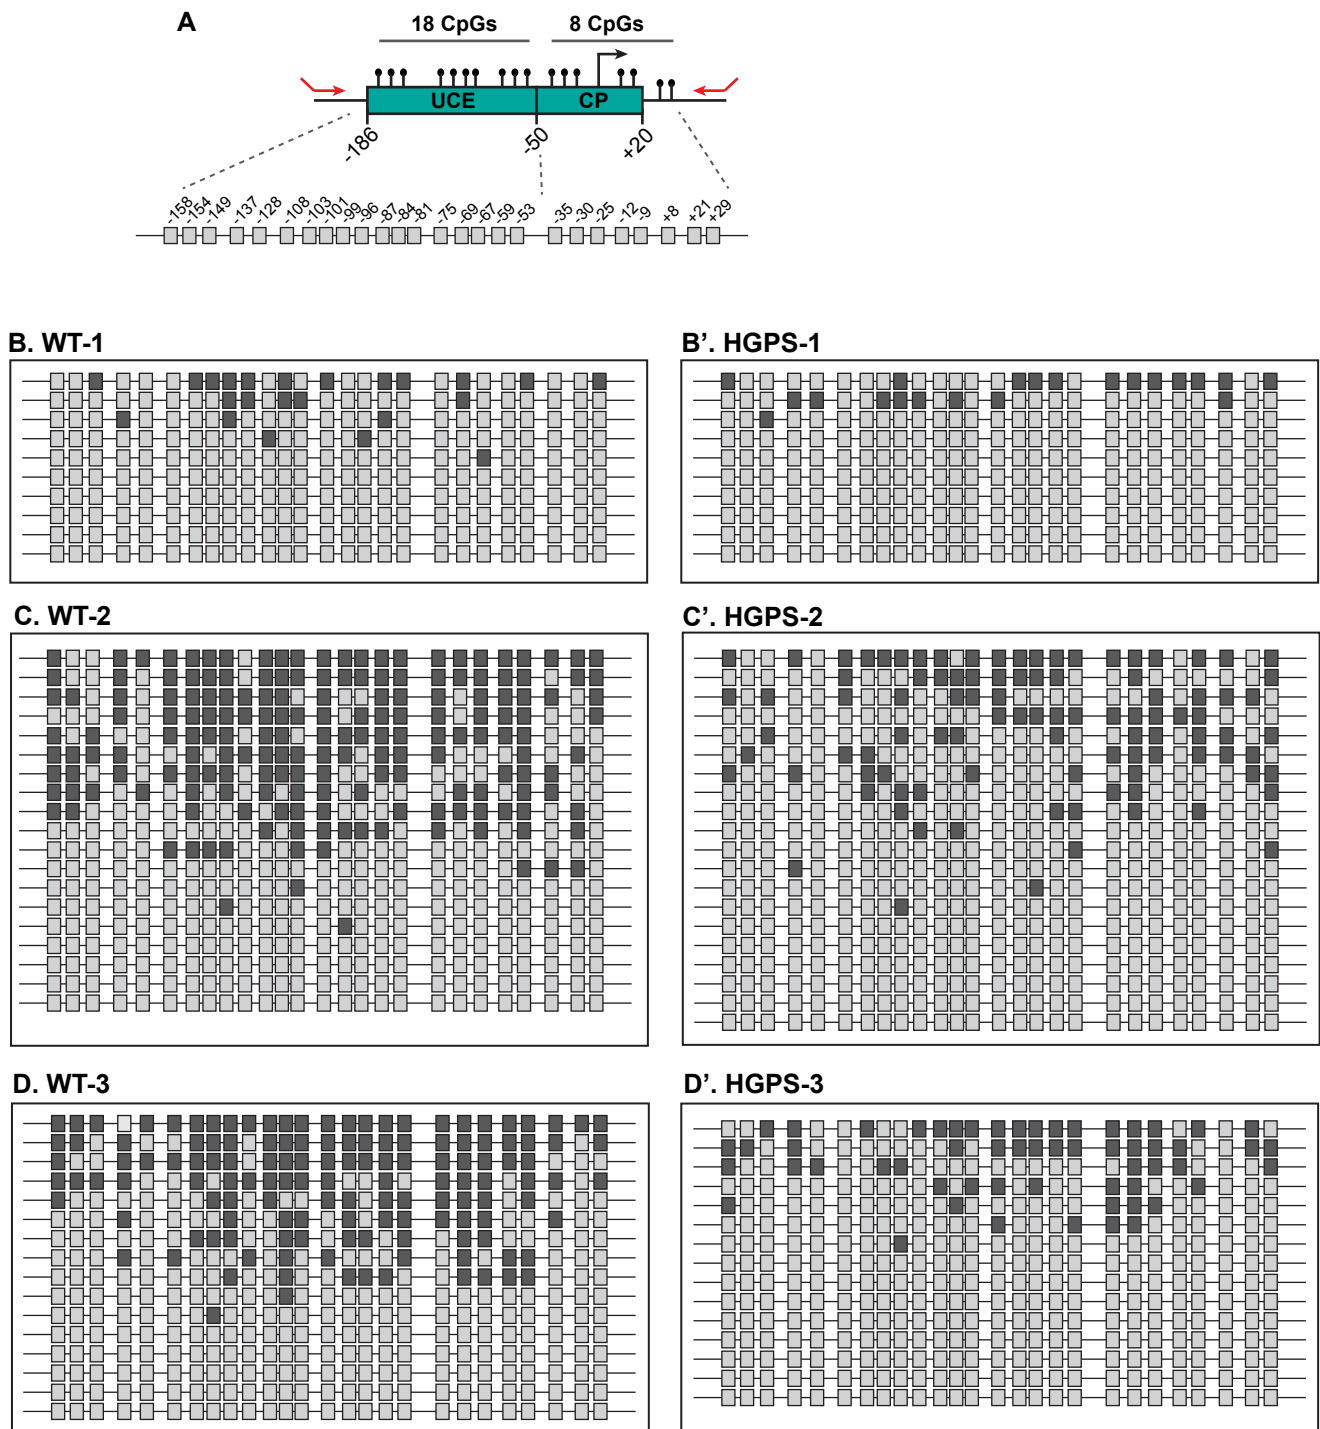 A
18 CpGs
8 CpGs
UCE
CP
-186
-50
+20
-158 -154 -149 -137 -128 -108 -103 -101 -99 -96 -87 -84 -81 -75 -69 -67 -59 -53 -35 -30 -25 -12 -9 +8 +21 +29
B. WT-1
B'. HGPS-1
C. WT-2
C'. HGPS-2
D. WT-3
D'. HGPS-3